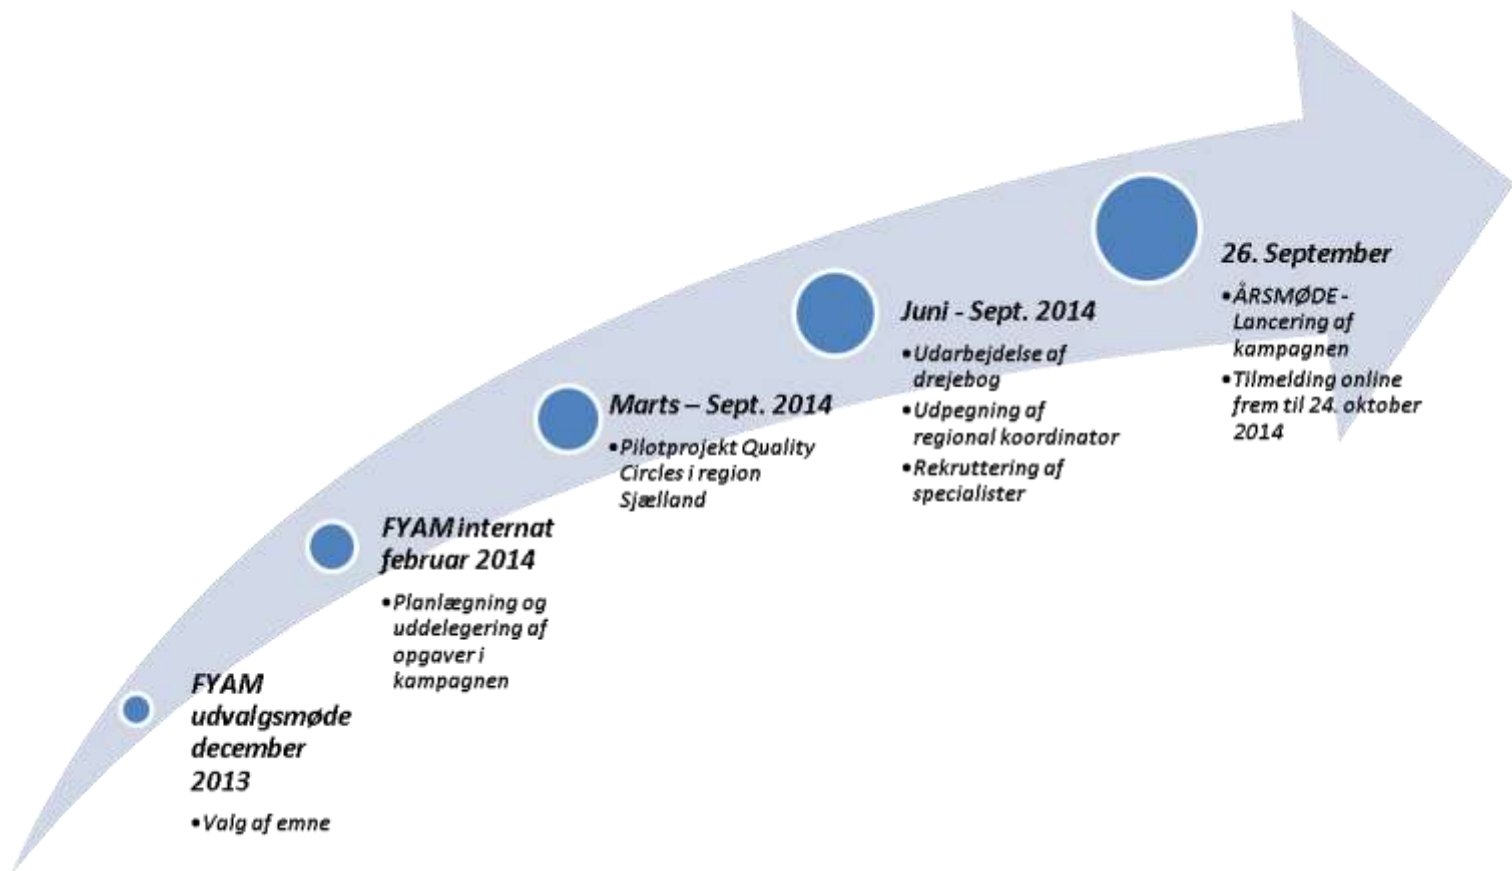 FYAM
udvalgsmøde
december
2013
•Valg af emne
FYAM internat
februar 2014
•Planlægning og
uddelegering af
opgaver i
kampagnen
Marts – Sept. 2014
•Pilotprojekt Quality
Circles i region
Sjælland
Juni - Sept. 2014
•Udarbejdelse af
drejebog
•Udpegning af
regional koordinator
•Rekruttering af
specialister
26. September
•ÅRSMØDE -
Lancering af
kampagnen
•Tilmelding online
frem til 24. oktober
2014